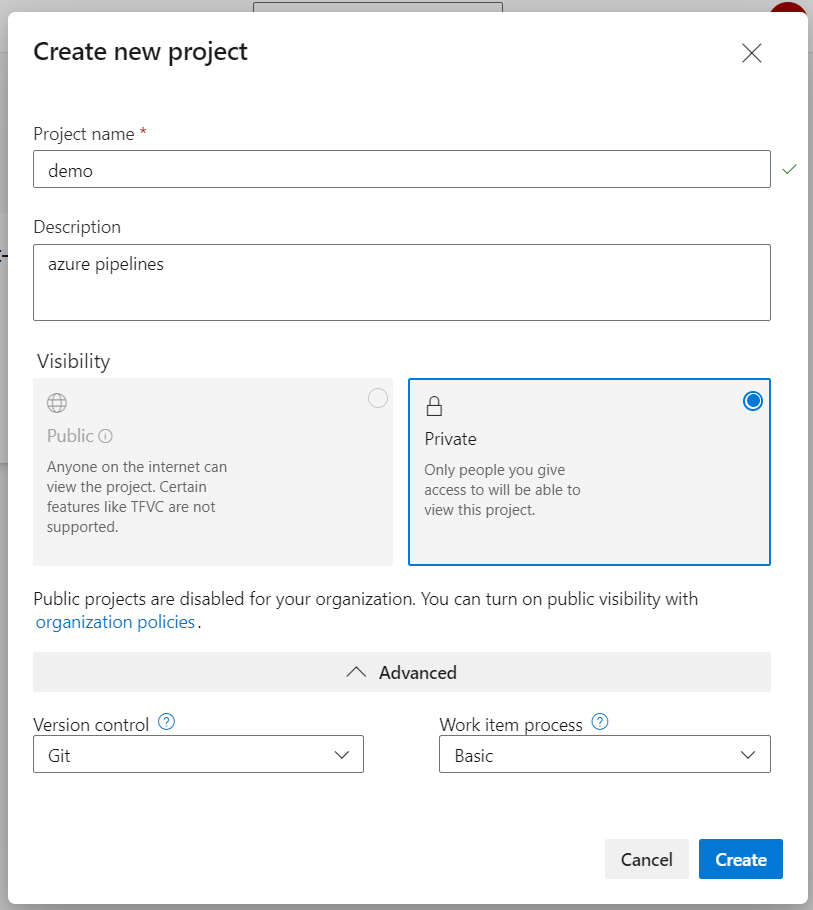 Create new project
Project name *
demo
Description
azure pipelines
Visibility
Public
Anyone on the internet can
view the project. Certain
features like TFVC are not
supported.
Private
Only people you give
access to will be able to
view this project.
Public projects are disabled for your organization. You can turn on public visibility with
organization policies.
Advanced
Version control ?
Git
Work item process ?
Basic
Cancel
Create